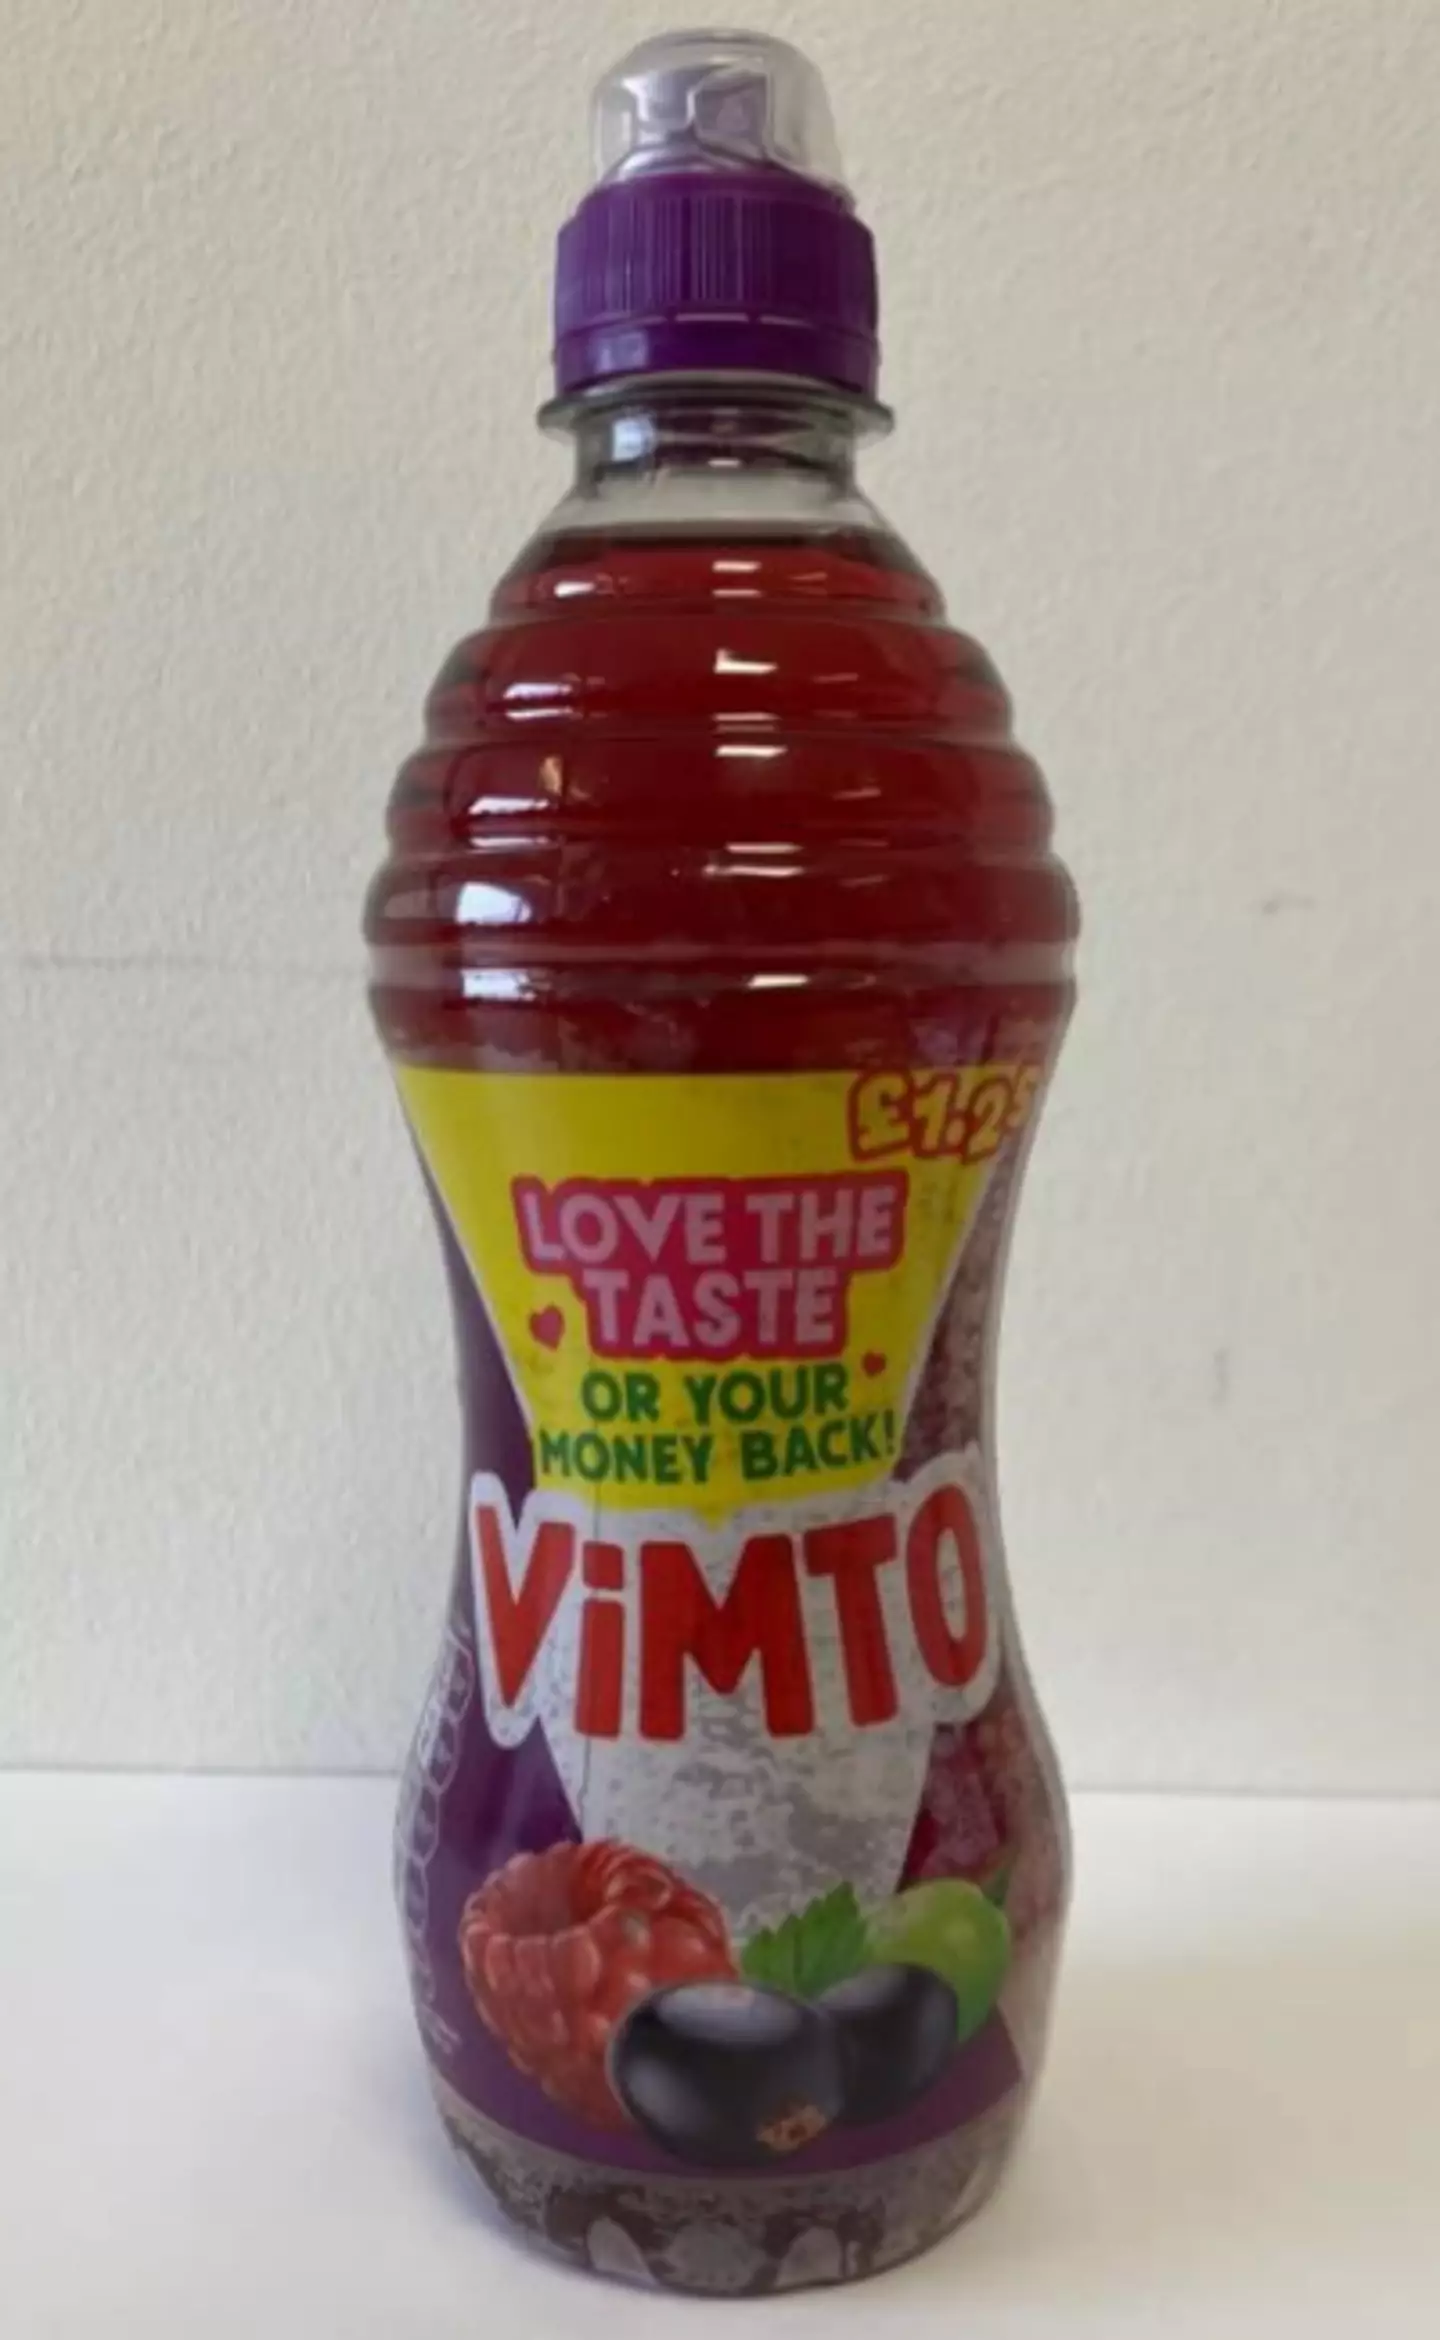 £1.25
LOVE THE
TASTE
OR YOUR
MONEY BACK!
ViMTO